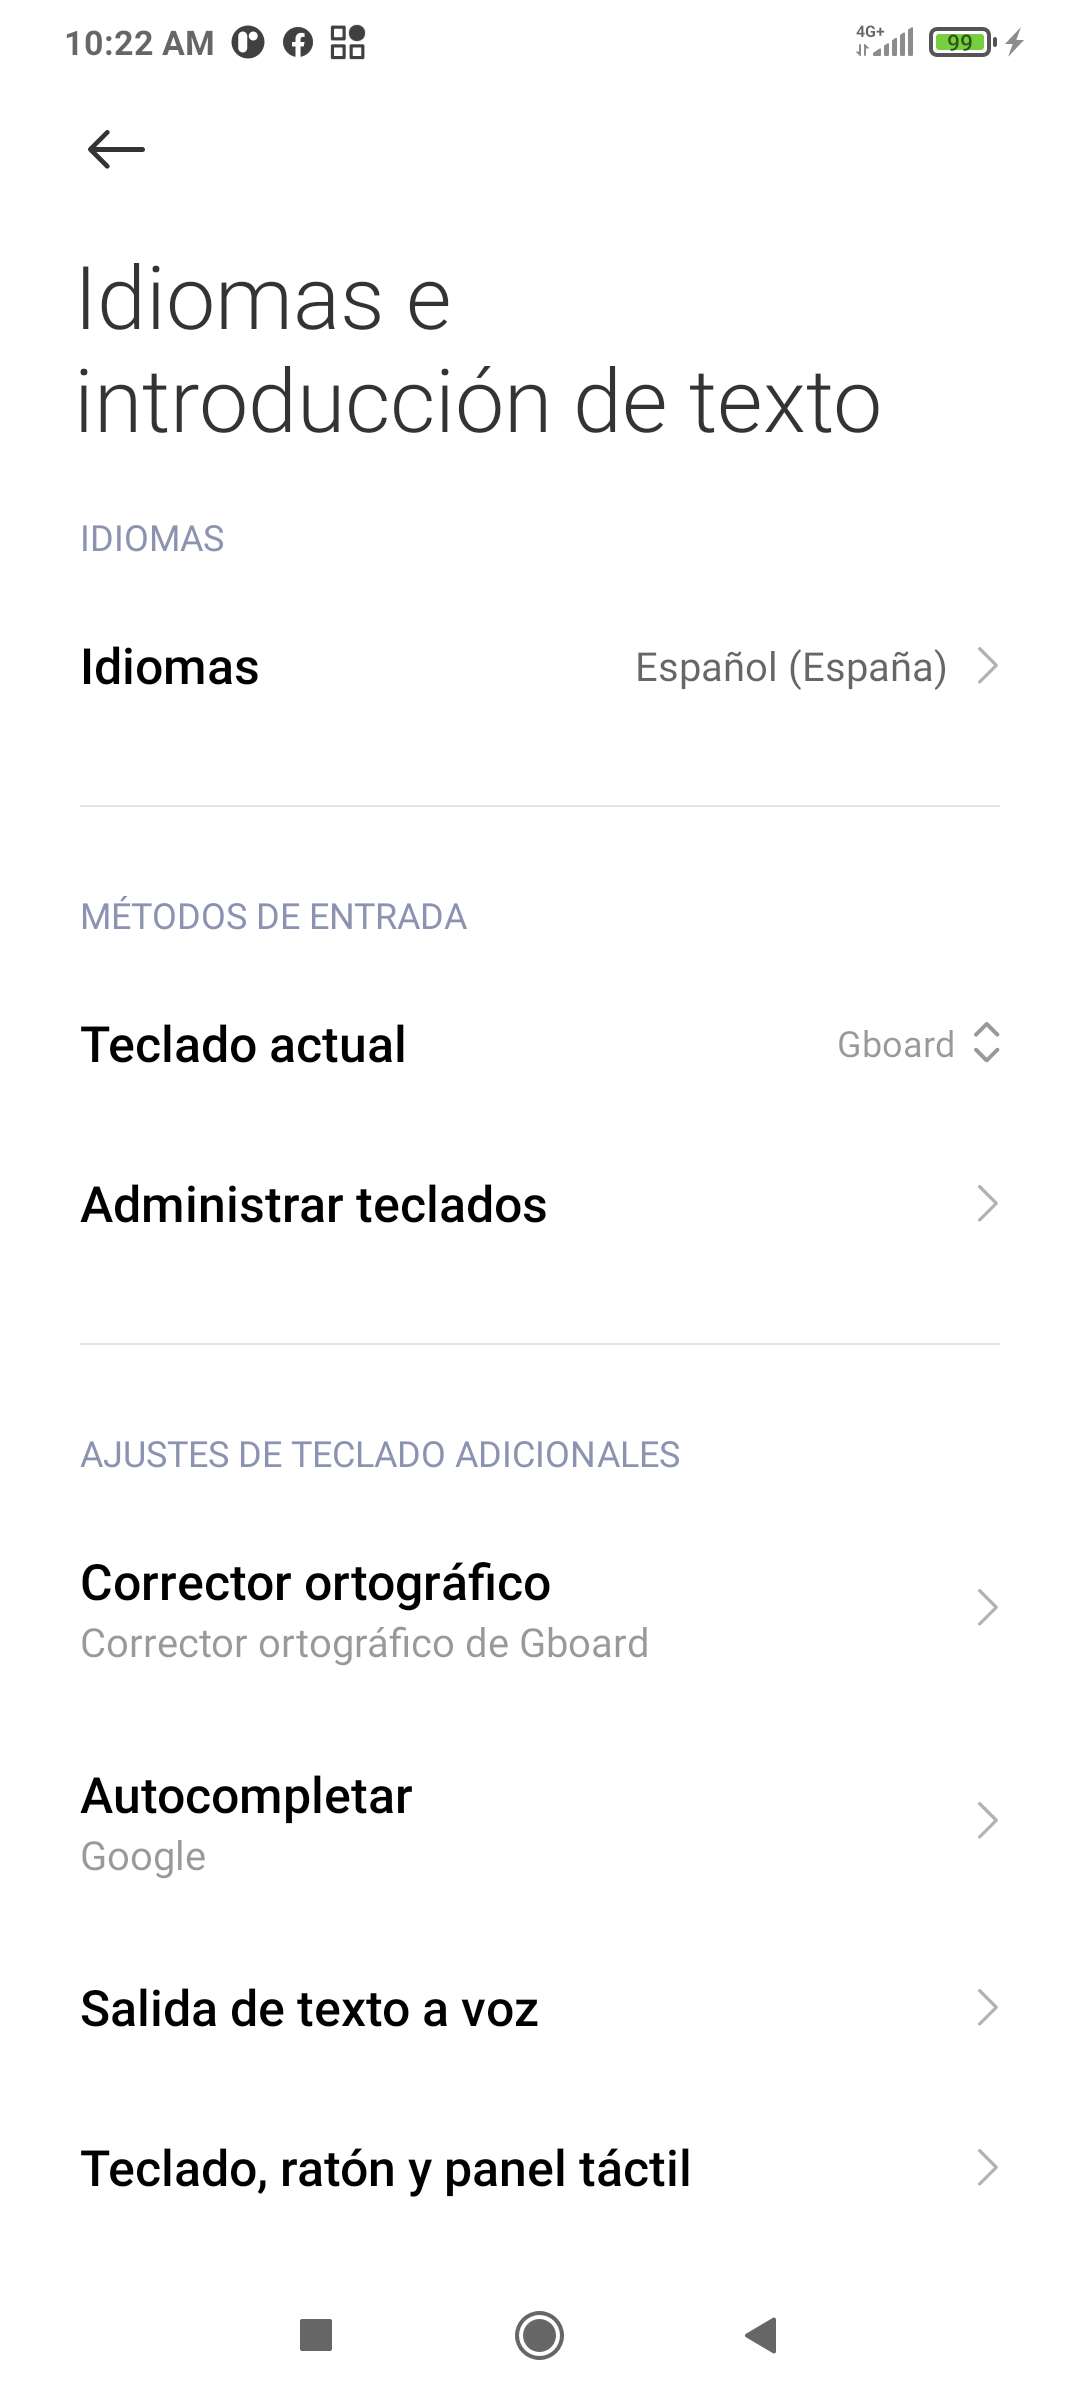 10:22 AM 4G+ 99
Idiomas e
introducción de texto
IDIOMAS
Idiomas Español (España)
MÉTODOS DE ENTRADA
Teclado actual Gboard
Administrar teclados
AJUSTES DE TECLADO ADICIONALES
Corrector ortográfico
Corrector ortográfico de Gboard
Autocompletar
Google
Salida de texto a voz
Teclado, ratón y panel táctil